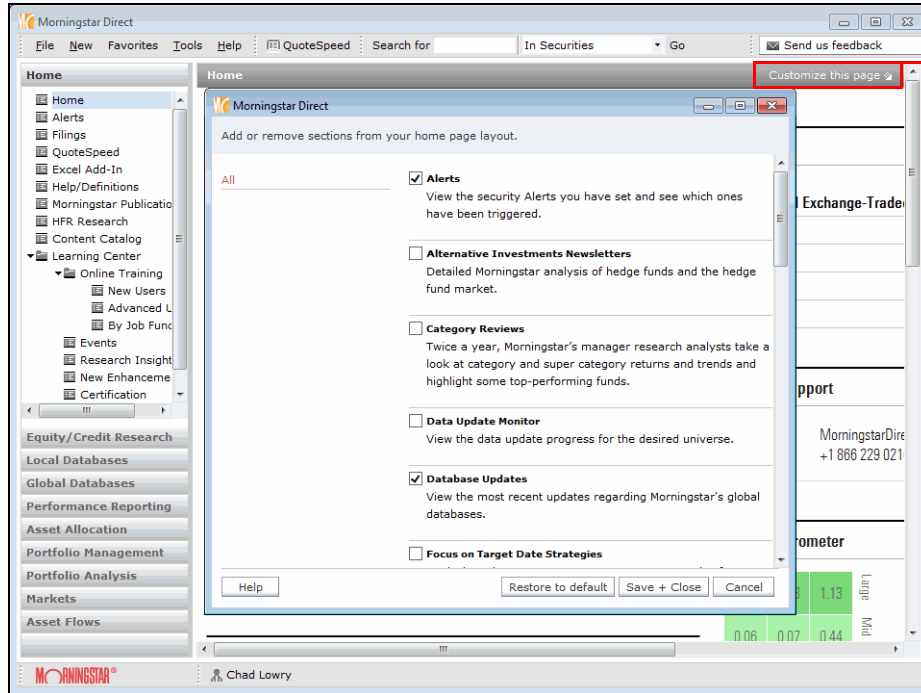 Morningstar Direct
File New Favorites Tools Help QuoteSpeed Search for In Securities Go Send us feedback
Home
Home
Alerts
Filings
QuoteSpeed
Excel Add-In
Help/Definitions
Morningstar Publicatio
HFR Research
Content Catalog
Learning Center
Online Training
New Users
Advanced U
By Job Func
Events
Research Insight
New Enhanceme
Certification
Equity/Credit Research
Local Databases
Global Databases
Performance Reporting
Asset Allocation
Portfolio Management
Portfolio Analysis
Markets
Asset Flows
Home Customize this page
Morningstar Direct
Add or remove sections from your home page layout.
All
Alerts
View the security Alerts you have set and see which ones
have been triggered.
Alternative Investments Newsletters
Detailed Morningstar analysis of hedge funds and the hedge
fund market.
Category Reviews
Twice a year, Morningstar's manager research analysts take a
look at category and super category returns and trends and
highlight some top-performing funds.
Data Update Monitor
View the data update progress for the desired universe.
Database Updates
View the most recent updates regarding Morningstar's global
databases.
Focus on Target Date Strategies
Help Restore to default Save + Close Cancel
Exchange-Trade
pport
MorningstarDire
+1 866 229 021
ometer
1.13 Large
0.06 0.07 0.44 Mid
MORNINGSTAR® Chad Lowry